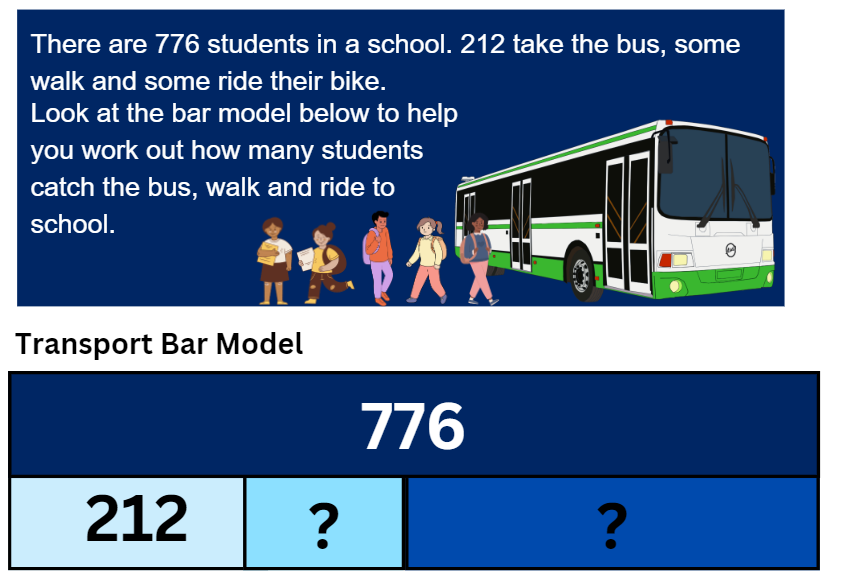 There are 776 students in a school. 212 take the bus, some
walk and some ride their bike.
Look at the bar model below to help
you work out how many students
catch the bus, walk and ride to
school.
Transport Bar Model
776
212 ? ?